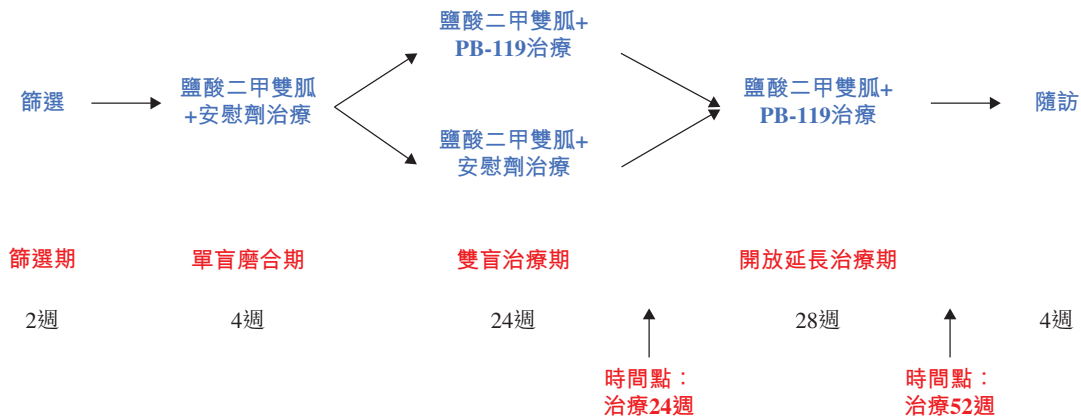 鹽酸二甲雙胍+
PB-119治療
篩選
鹽酸二甲雙胍
+安慰劑治療
鹽酸二甲雙胍+
安慰劑治療
鹽酸二甲雙胍+
PB-119治療
隨訪
篩選期
單盲磨合期
雙盲治療期
開放延長治療期
2週
4週
24週
28週
4週
時間點：
治療24週
時間點：
治療52週